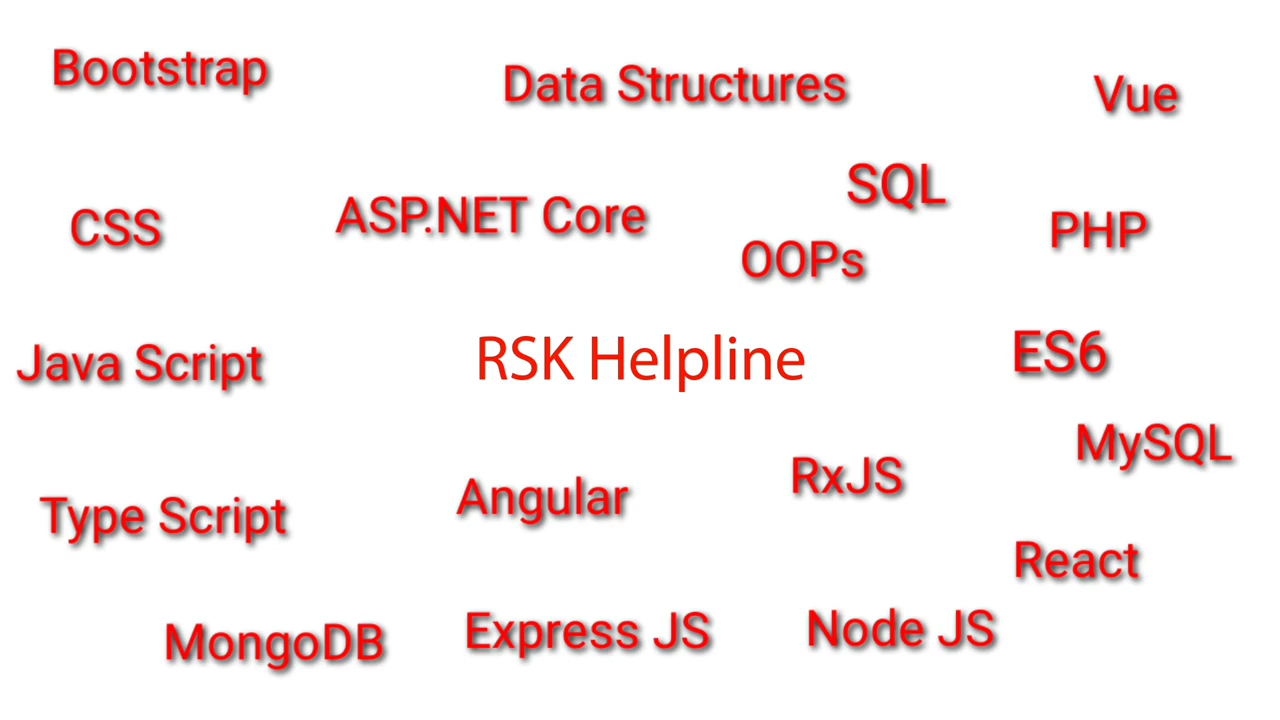 Bootstrap
Data Structures
Vue
SQL
CSS
ASP.NET Core
PHP
OOPs
Java Script
RSK Helpline
ES6
MySQL
RxJS
Type Script
Angular
React
MongoDB
Express JS
Node JS